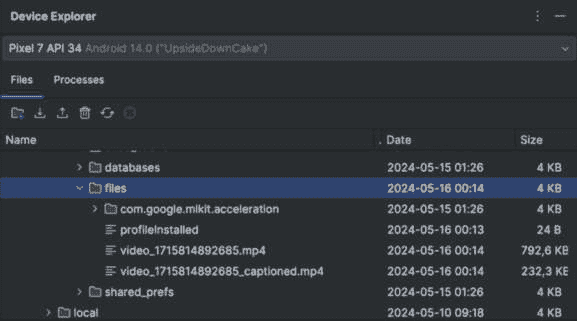 Device Explorer
Pixel 7 API 34 Android 14.0 ("UpsideDownCake")
Files Processes
Name Date Size
databases 2024-05-15 01:26 4 KB
files 2024-05-16 00:14 4 KB
com.google.mlkit.acceleration 2024-05-15 01:26 4 KB
profileInstalled 2024-05-16 00:13 24 B
video_1715814892685.mp4 2024-05-16 00:14 792,6 KB
video_1715814892685_captioned.mp4 2024-05-16 00:14 232,3 KB
shared_prefs 2024-05-15 01:26 4 KB
local 2024-05-10 09:18 4 KB